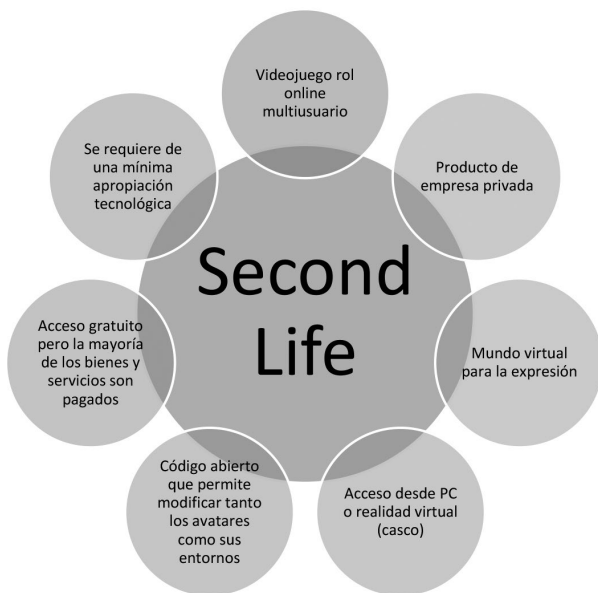 Videojuego rol
online
multiusuario
Producto de
empresa privada
Mundo virtual
para la expresión
Acceso desde PC
o realidad virtual
(casco)
Código abierto
que permite
modificar tanto
los avatares
como sus
entornos
Acceso gratuito
pero la mayoría
de los bienes y
servicios son
pagados
Se requiere de
una mínima
apropiación
tecnológica
Second
Life